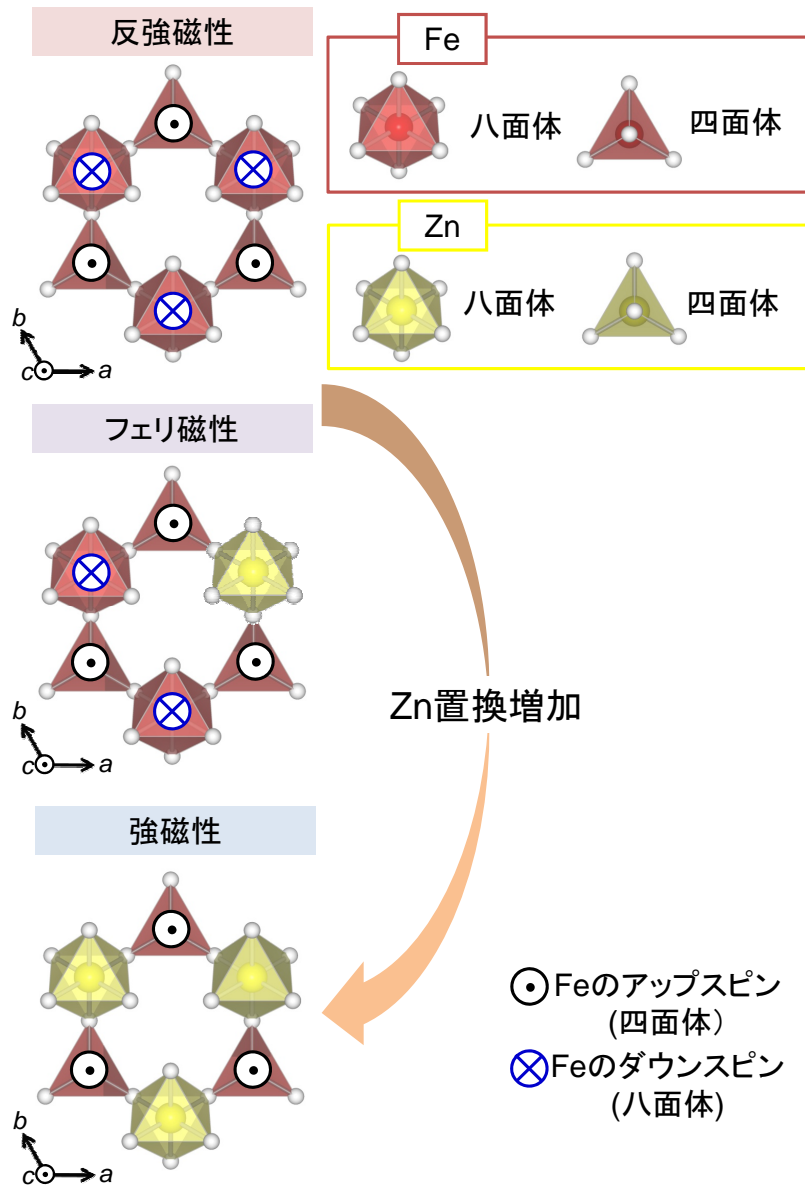 反強磁性
Fe
八面体
四面体
Zn
八面体
四面体
b
c
a
フェリ磁性
b
c
a
Zn置換増加
強磁性
Feのアップスピン
(四面体)
Feのダウンスピン
(八面体)
b
c
a